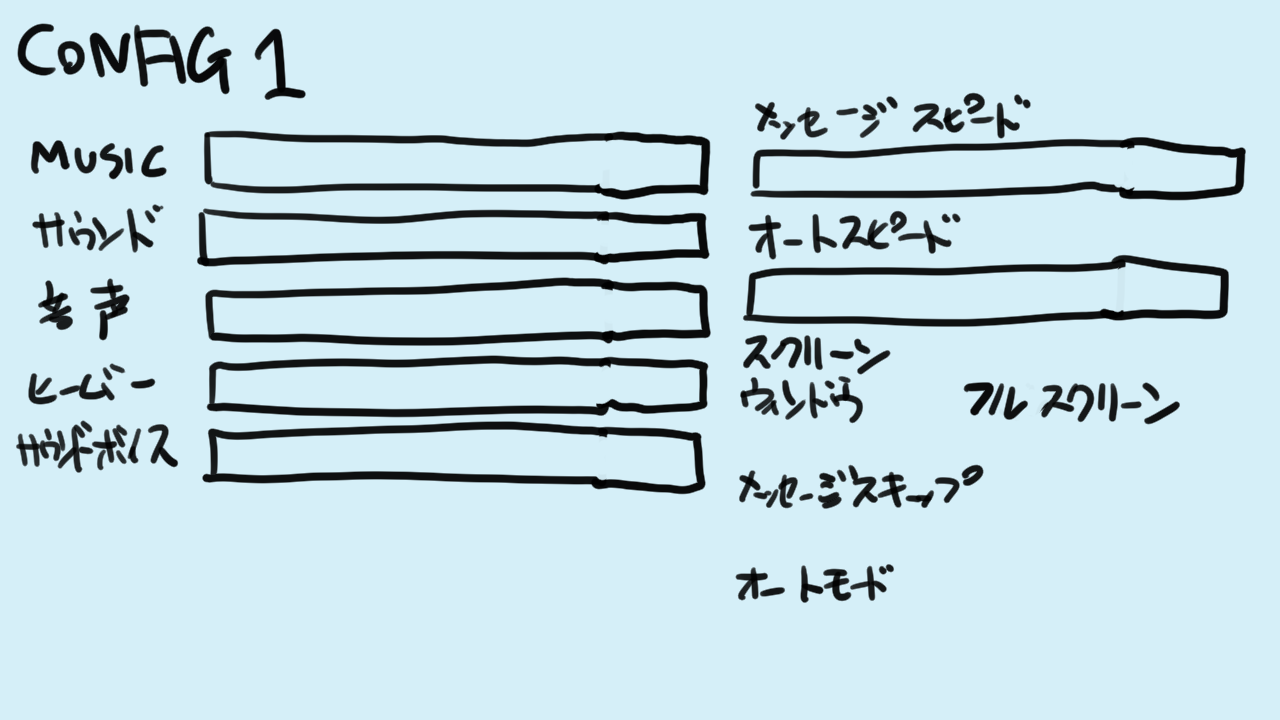 CONFIG 1
MUSIC
サウンド
音声
ヒームービー
サウンドボイス
メッセージ スピード
オートスピード
スクリーン
ウィンドウ フルスクリーン
メッセージスキップ
オートモード